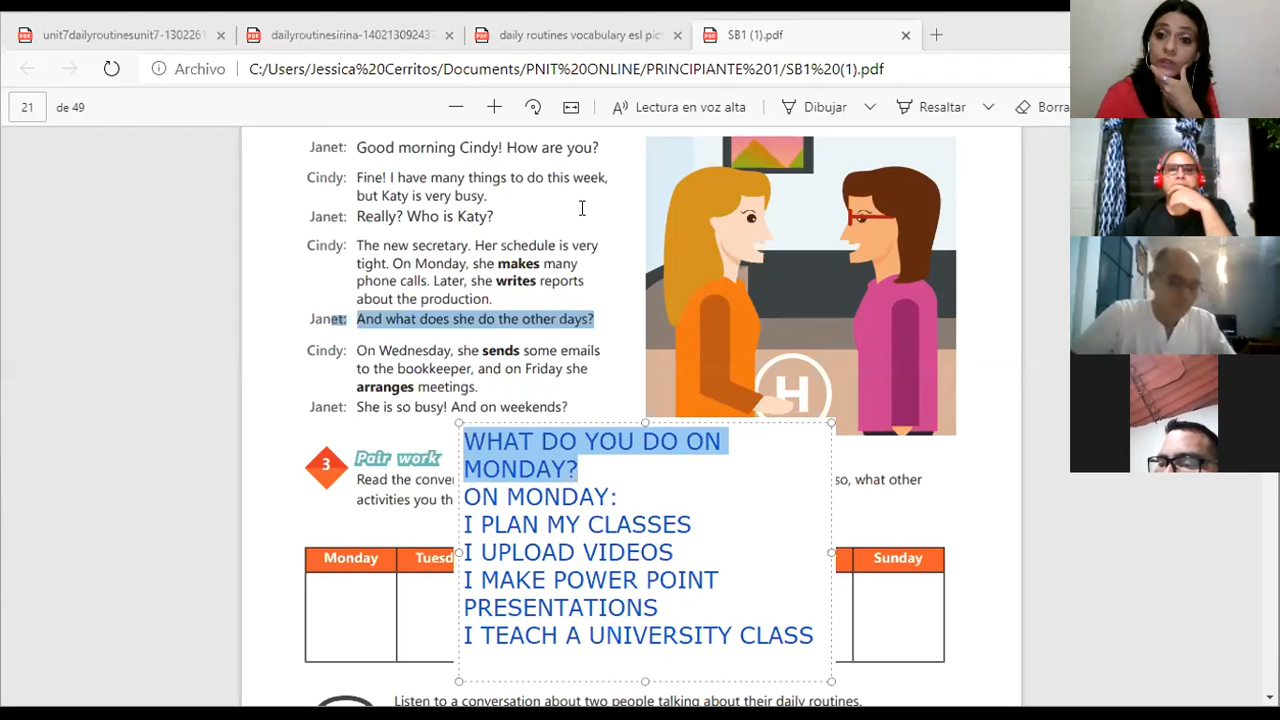 unit7dailyroutinesunit7-1302261
dailyroutinesirina-140213092437
daily routines vocabulary esl pict
SB1 (1).pdf
Archivo
C:/Users/Jessica%20Cerritos/Documents/PNIT%20ONLINE/PRINCIPIANTE%201/SB1%20(1).pdf
21 de 49
Lectura en voz alta
Dibujar
Resaltar
Borra
Janet: Good morning Cindy! How are you?
Cindy: Fine! I have many things to do this week,
but Katy is very busy.
Janet: Really? Who is Katy?
Cindy: The new secretary. Her schedule is very
tight. On Monday, she makes many
phone calls. Later, she writes reports
about the production.
Janet: And what does she do the other days?
Cindy: On Wednesday, she sends some emails
to the bookkeeper, and on Friday she
arranges meetings.
Janet: She is so busy! And on weekends?
H
3 Pair work
Read the conver so, what other
activities you th
WHAT DO YOU DO ON
MONDAY?
ON MONDAY:
I PLAN MY CLASSES
I UPLOAD VIDEOS
I MAKE POWER POINT
PRESENTATIONS
I TEACH A UNIVERSITY CLASS
Monday Tuesd Sunday
Listen to a conversation about two people talking about their daily routines.